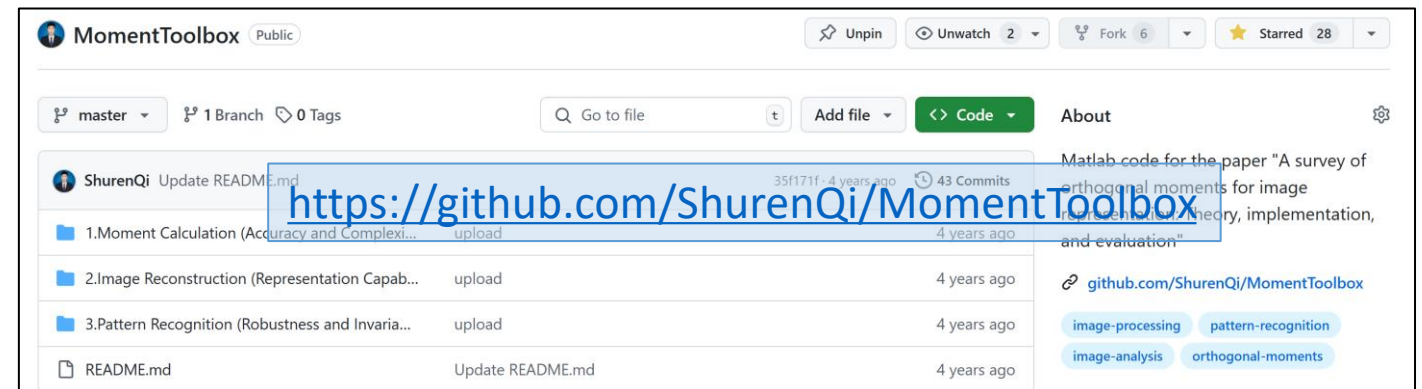 MomentToolbox Public
Unpin Unwatch 2 Fork 6 Starred 28
master 1 Branch 0 Tags Go to file t Add file Code
About
Matlab code for the paper "A survey of
orthogonal moments for image
representation: Theory, implementation,
and evaluation"
github.com/ShurenQi/MomentToolbox
image-processing pattern-recognition
image-analysis orthogonal-moments
ShurenQi Update README.md 35f171f · 4 years ago 43 Commits
https://github.com/ShurenQi/MomentToolbox
1.Moment Calculation (Accuracy and Complexi... upload 4 years ago
2.Image Reconstruction (Representation Capab... upload 4 years ago
3.Pattern Recognition (Robustness and Invaria... upload 4 years ago
README.md Update README.md 4 years ago